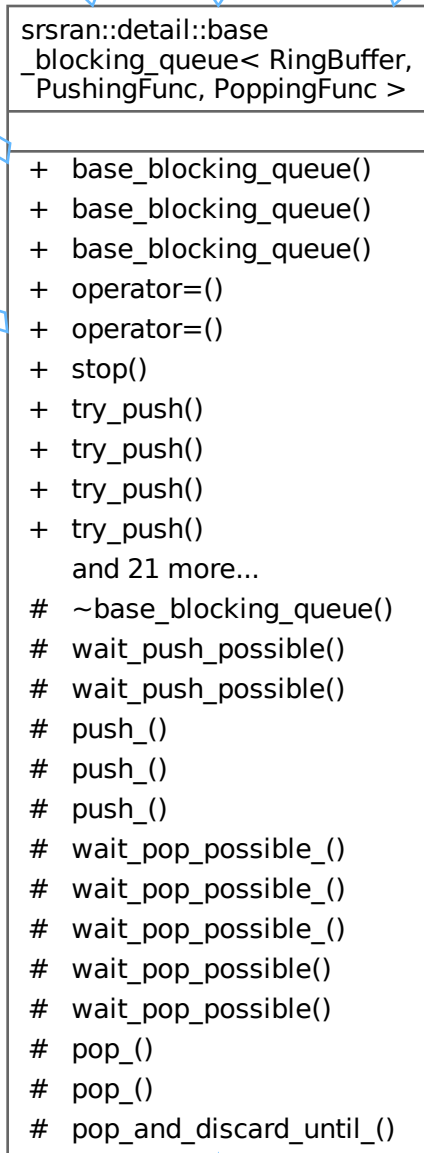 srsran::detail::base
_blocking_queue< RingBuffer,
PushingFunc, PoppingFunc >
+ base_blocking_queue()
+ base_blocking_queue()
+ base_blocking_queue()
+ operator=()
+ operator=()
+ stop()
+ try_push()
+ try_push()
+ try_push()
+ try_push()
and 21 more...
# ~base_blocking_queue()
# wait_push_possible()
# wait_push_possible()
# push_()
# push_()
# push_()
# wait_pop_possible_()
# wait_pop_possible_()
# wait_pop_possible_()
# wait_pop_possible()
# wait_pop_possible()
# pop_()
# pop_()
# pop_and_discard_until_()